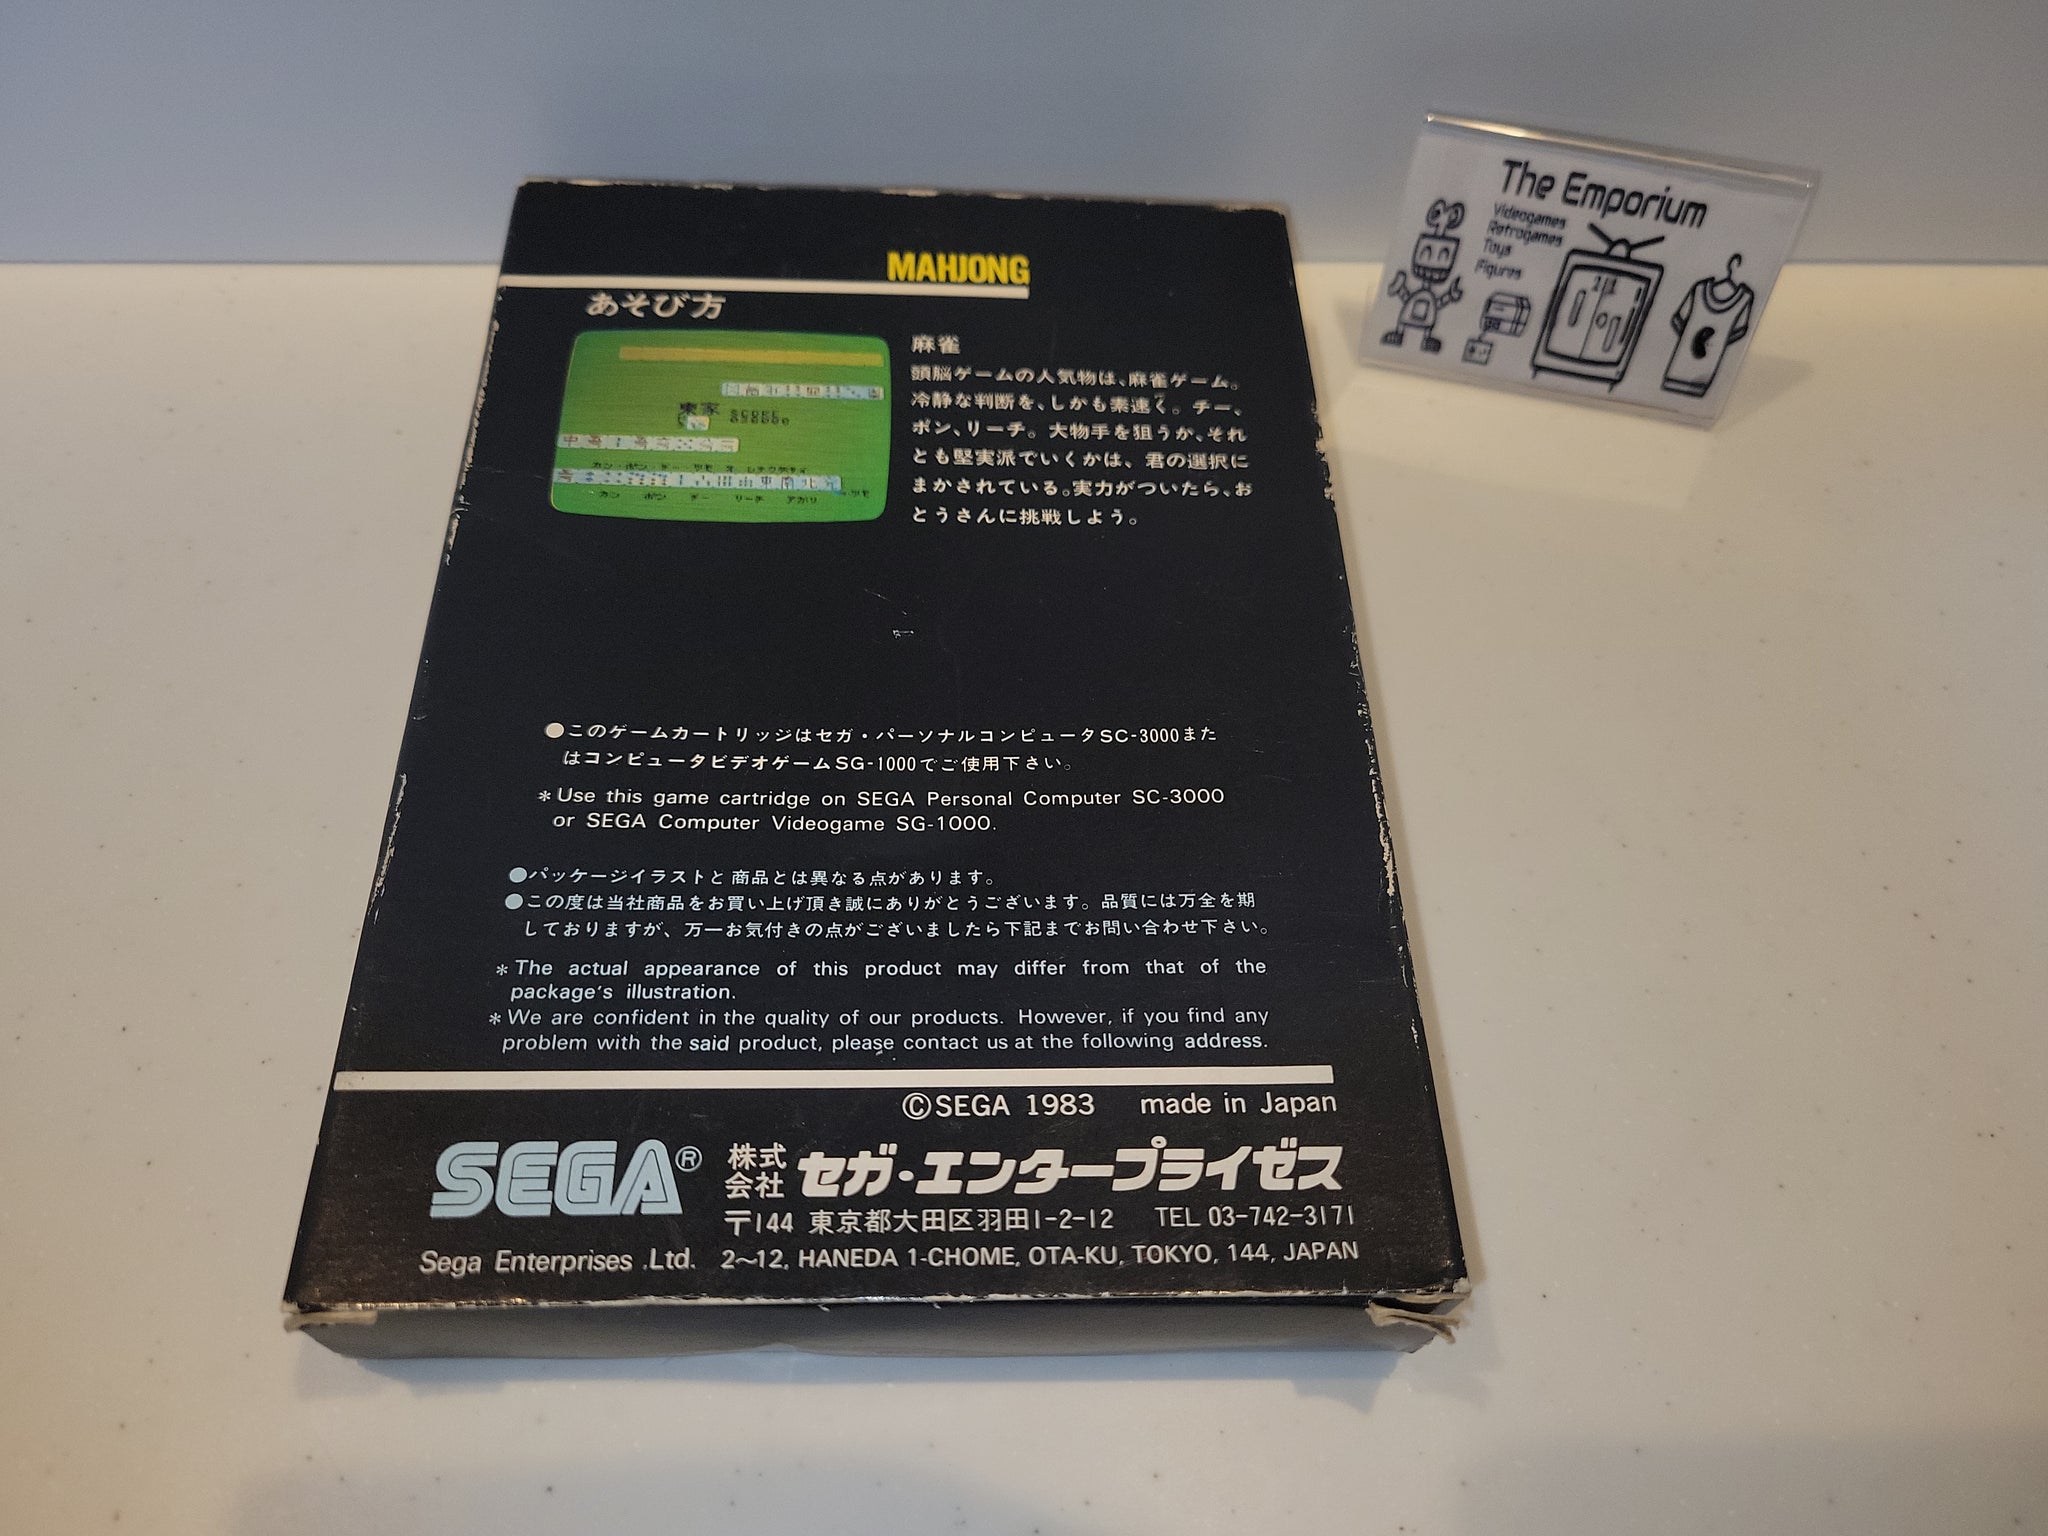 MAHJONG
あそび方
麻雀
頭脳ゲームの人気物は、麻雀ゲーム。
冷静な判断を、しかも素速く。チー、
ポン、リーチ。大物手を狙うか、それ
とも堅実派でいくかは、君の選択に
まかされている。実力がついたら、お
とうさんに挑戦しよう。
東家 SCORE
中
カン ポン チー リーチ アガリ
●このゲームカートリッジはセガ・パーソナルコンピュータSC-3000また
はコンピュータビデオゲームSG-1000でご使用下さい。
*Use this game cartridge on SEGA Personal Computer SC-3000
or SEGA Computer Videogame SG-1000.
●パッケージイラストと商品とは異なる点があります。
●この度は当社商品をお買い上げ頂き誠にありがとうございます。品質には万全を期
しておりますが、万一お気付きの点がございましたら下記までお問い合わせ下さい。
*The actual appearance of this product may differ from that of the
package's illustration.
*We are confident in the quality of our products. However, if you find any
problem with the said product, please contact us at the following address.
©SEGA 1983 made in Japan
SEGA® 株式会社 セガ・エンタープライゼス
〒144 東京都大田区羽田1-2-12 TEL 03-742-3171
Sega Enterprises .Ltd. 2~12, HANEDA 1-CHOME, OTA-KU, TOKYO, 144, JAPAN
The Emporium
Videogames
Retrogames
Toys
Figures